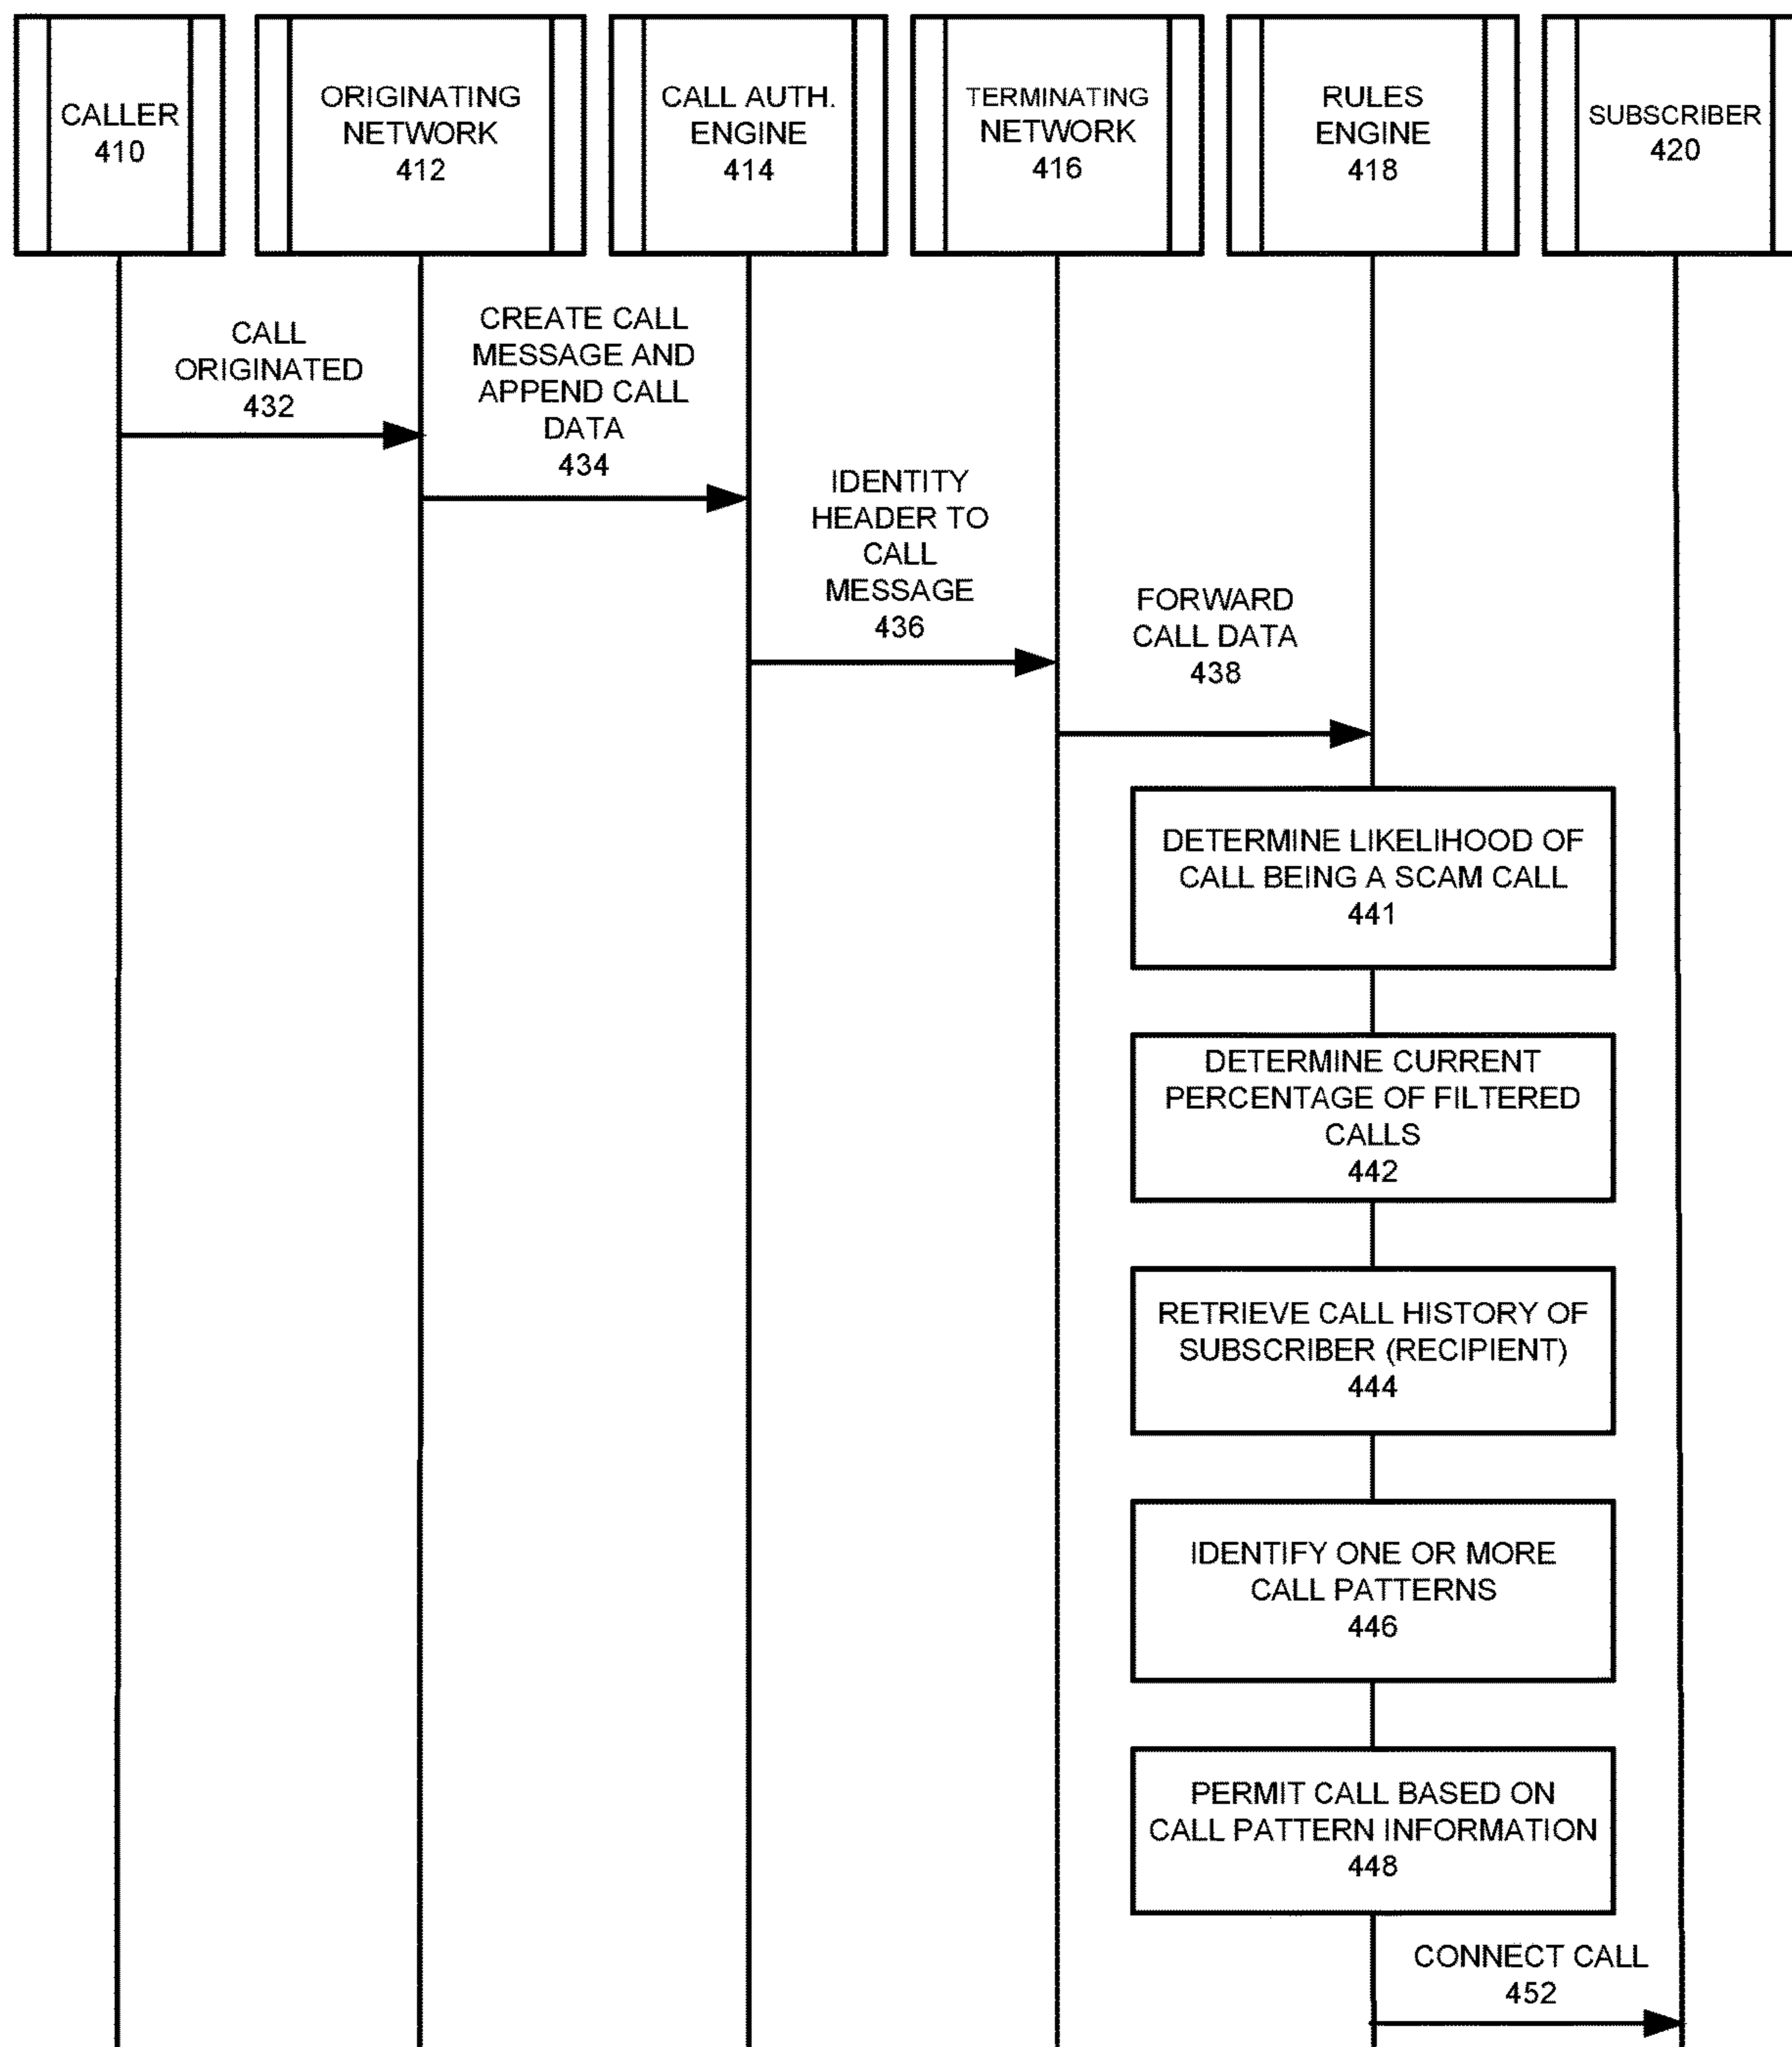 CALLER
410
ORIGINATING
NETWORK
412
CALL AUTH.
ENGINE
414
TERMINATING
NETWORK
416
RULES
ENGINE
418
SUBSCRIBER
420
CALL
ORIGINATED
432
CREATE CALL
MESSAGE AND
APPEND CALL
DATA
434
IDENTITY
HEADER TO
CALL
MESSAGE
436
FORWARD
CALL DATA
438
DETERMINE LIKELIHOOD OF
CALL BEING A SCAM CALL
441
DETERMINE CURRENT
PERCENTAGE OF FILTERED
CALLS
442
RETRIEVE CALL HISTORY OF
SUBSCRIBER (RECIPIENT)
444
IDENTIFY ONE OR MORE
CALL PATTERNS
446
PERMIT CALL BASED ON
CALL PATTERN INFORMATION
448
CONNECT CALL
452